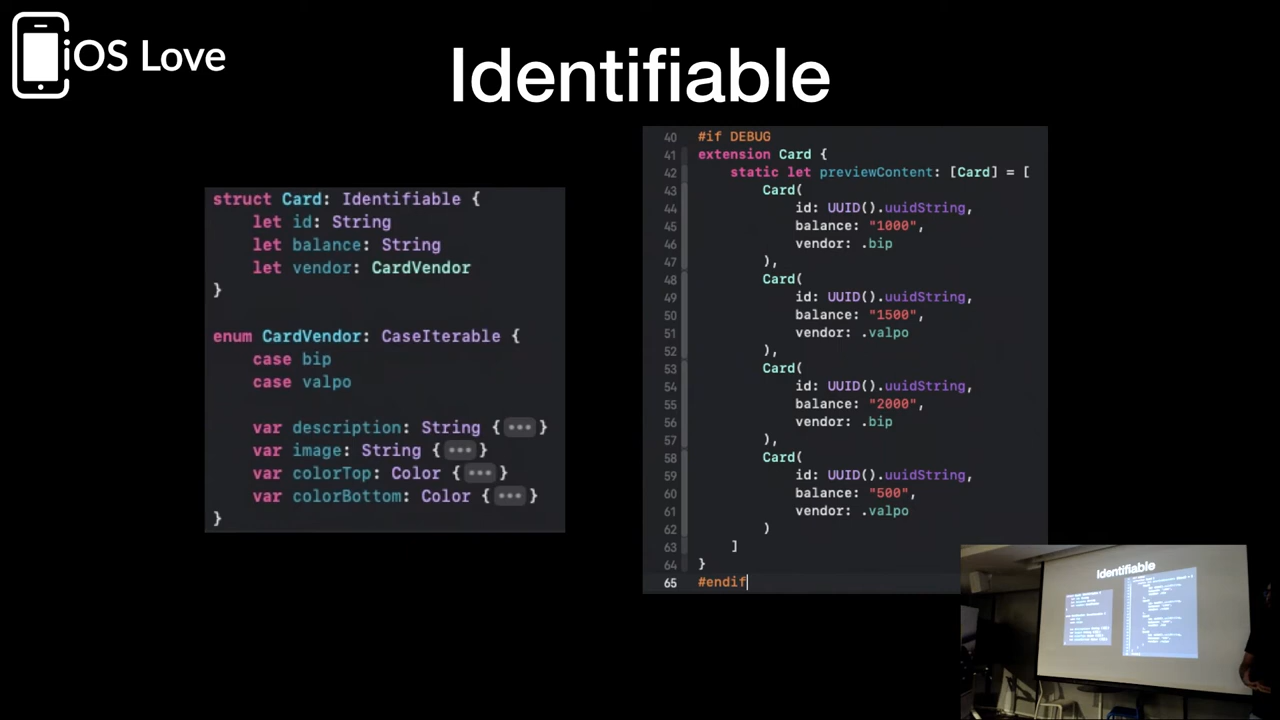 iOS Love
Identifiable
struct Card: Identifiable {
    let id: String
    let balance: String
    let vendor: CardVendor
}
enum CardVendor: CaseIterable {
    case bip
    case valpo
    var description: String {•••}
    var image: String {•••}
    var colorTop: Color {•••}
    var colorBottom: Color {•••}
}
40 #if DEBUG
41 extension Card {
42     static let previewContent: [Card] = [
43         Card(
44             id: UUID().uuidString,
45             balance: "1000",
46             vendor: .bip
47         ),
48         Card(
49             id: UUID().uuidString,
50             balance: "1500",
51             vendor: .valpo
52         ),
53         Card(
54             id: UUID().uuidString,
55             balance: "2000",
56             vendor: .bip
57         ),
58         Card(
59             id: UUID().uuidString,
60             balance: "500",
61             vendor: .valpo
62         )
63     ]
64 }
65 #endif
Identifiable